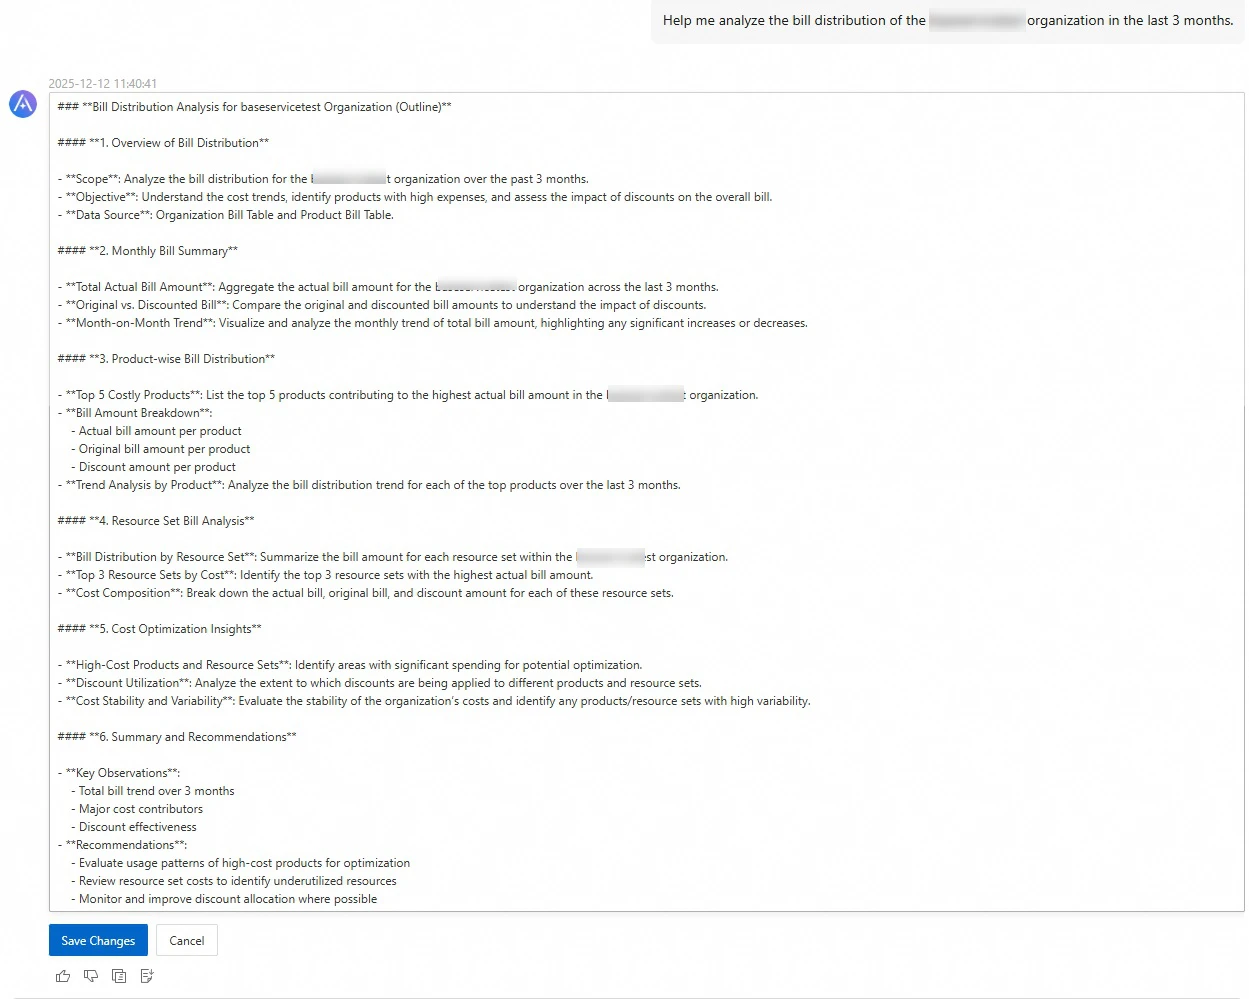 Help me analyze the bill distribution of the organization in the last 3 months.
2025-12-12 11:40:41
### **Bill Distribution Analysis for baseservicetest Organization (Outline)**
#### **1. Overview of Bill Distribution**
- **Scope**: Analyze the bill distribution for the organization over the past 3 months.
- **Objective**: Understand the cost trends, identify products with high expenses, and assess the impact of discounts on the overall bill.
- **Data Source**: Organization Bill Table and Product Bill Table.
#### **2. Monthly Bill Summary**
- **Total Actual Bill Amount**: Aggregate the actual bill amount for the organization across the last 3 months.
- **Original vs. Discounted Bill**: Compare the original and discounted bill amounts to understand the impact of discounts.
- **Month-on-Month Trend**: Visualize and analyze the monthly trend of total bill amount, highlighting any significant increases or decreases.
#### **3. Product-wise Bill Distribution**
- **Top 5 Costly Products**: List the top 5 products contributing to the highest actual bill amount in the organization.
- **Bill Amount Breakdown**:
- Actual bill amount per product
- Original bill amount per product
- Discount amount per product
- **Trend Analysis by Product**: Analyze the bill distribution trend for each of the top products over the last 3 months.
#### **4. Resource Set Bill Analysis**
- **Bill Distribution by Resource Set**: Summarize the bill amount for each resource set within the organization.
- **Top 3 Resource Sets by Cost**: Identify the top 3 resource sets with the highest actual bill amount.
- **Cost Composition**: Break down the actual bill, original bill, and discount amount for each of these resource sets.
#### **5. Cost Optimization Insights**
- **High-Cost Products and Resource Sets**: Identify areas with significant spending for potential optimization.
- **Discount Utilization**: Analyze the extent to which discounts are being applied to different products and resource sets.
- **Cost Stability and Variability**: Evaluate the stability of the organization's costs and identify any products/resource sets with high variability.
#### **6. Summary and Recommendations**
- **Key Observations**:
- Total bill trend over 3 months
- Major cost contributors
- Discount effectiveness
- **Recommendations**:
- Evaluate usage patterns of high-cost products for optimization
- Review resource set costs to identify underutilized resources
- Monitor and improve discount allocation where possible
Save Changes
Cancel